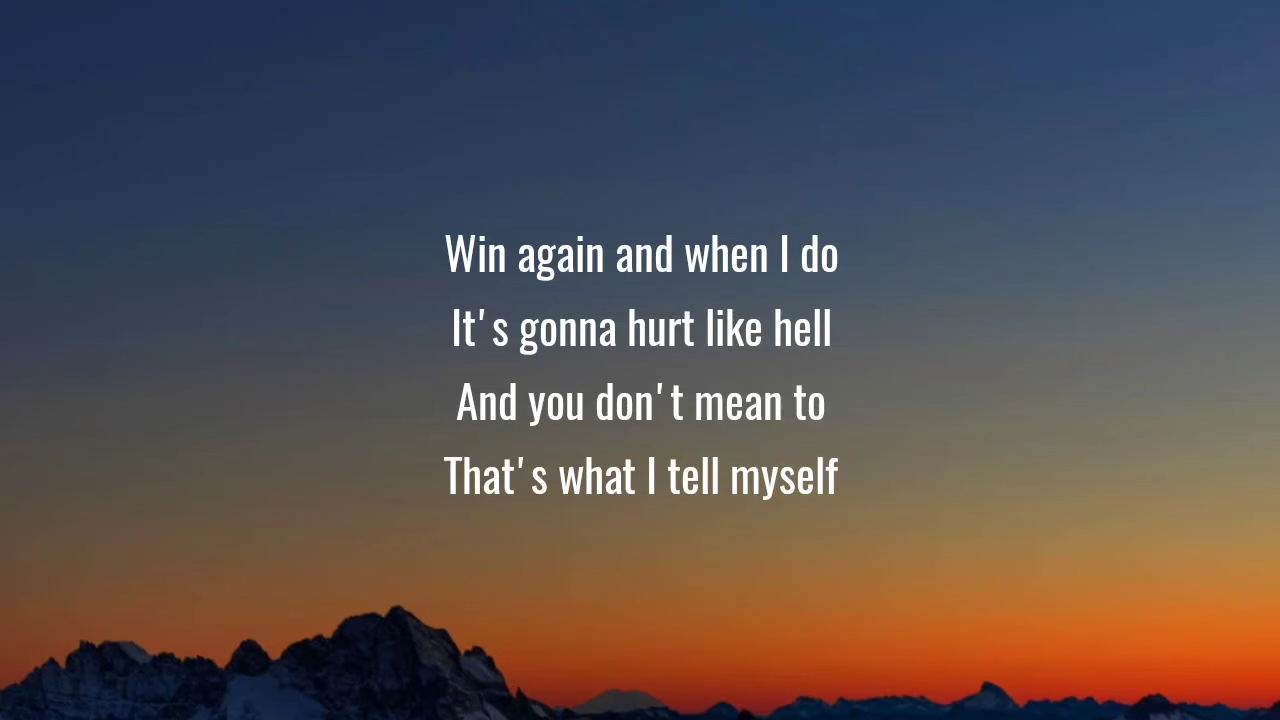 Win again and when I do
It's gonna hurt like hell
And you don't mean to
That's what I tell myself